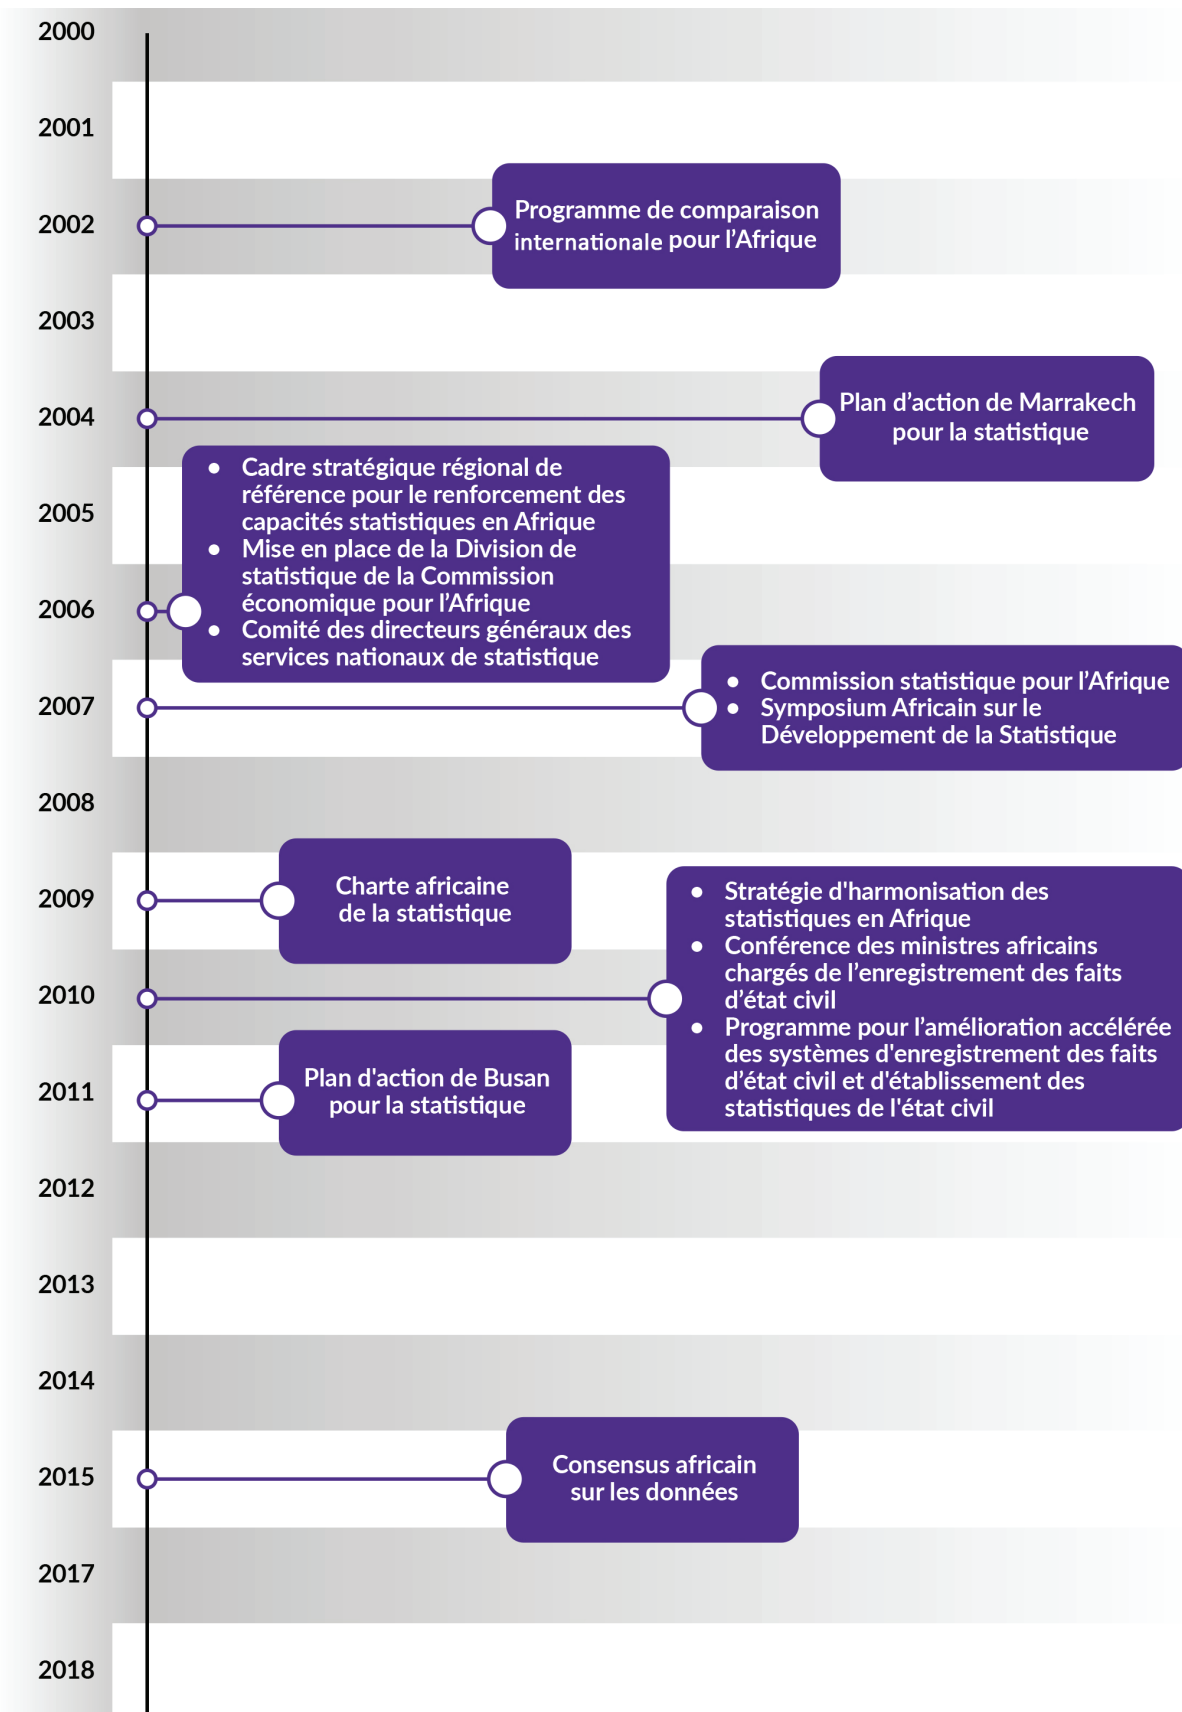 2000
2001
2002
Programme de comparaison
internationale pour l’Afrique
2003
2004
Plan d’action de Marrakech
pour la statistique
2005
• Cadre stratégique régional de
référence pour le renforcement des
capacités statistiques en Afrique
• Mise en place de la Division de
statistique de la Commission
économique pour l’Afrique
• Comité des directeurs généraux des
services nationaux de statistique
2006
2007
• Commission statistique pour l’Afrique
• Symposium Africain sur le
Développement de la Statistique
2008
2009
Charte africaine
de la statistique
2010
• Stratégie d'harmonisation des
statistiques en Afrique
• Conférence des ministres africains
chargés de l’enregistrement des faits
d’état civil
• Programme pour l’amélioration accélérée
des systèmes d'enregistrement des faits
d’état civil et d'établissement des
statistiques de l'état civil
2011
Plan d'action de Busan
pour la statistique
2012
2013
2014
2015
Consensus africain
sur les données
2017
2018